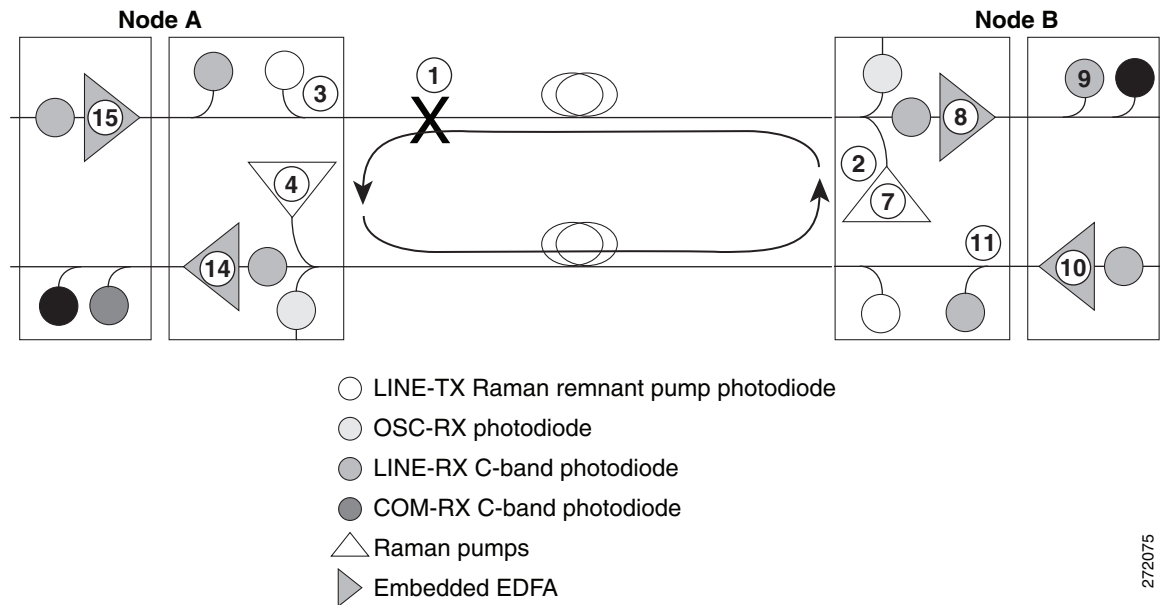 Node A
Node B
1
9
15
3
8
2
4
7
11
14
10
LINE-TX Raman remnant pump photodiode
OSC-RX photodiode
LINE-RX C-band photodiode
COM-RX C-band photodiode
Raman pumps
Embedded EDFA
272075